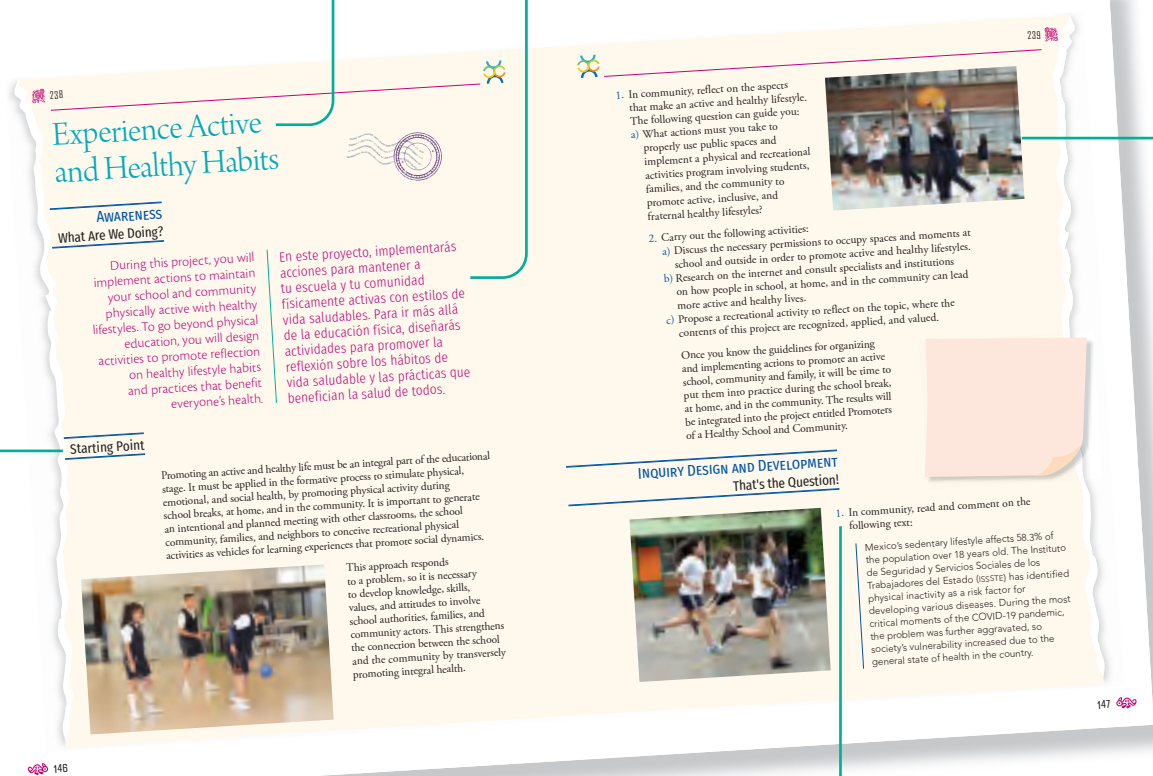 238
Experience Active
and Healthy Habits
AWARENESS
What Are We Doing?
During this project, you will
implement actions to maintain
your school and community
physically active with healthy
lifestyles. To go beyond physical
education, you will design
activities to promote reflection
on healthy lifestyle habits
and practices that benefit
everyone's health.
En este proyecto, implementarás
acciones para mantener a
tu escuela y tu comunidad
físicamente activas con estilos de
vida saludables. Para ir más allá
de la educación física, diseñarás
actividades para promover la
reflexión sobre los hábitos de
vida saludable y las prácticas que
benefician la salud de todos.
Starting Point
Promoting an active and healthy life must be an integral part of the educational
stage. It must be applied in the formative process to stimulate physical,
emotional, and social health, by promoting physical activity during
school breaks, at home, and in the community. It is important to generate
an intentional and planned meeting with other classrooms, the school
community, families, and neighbors to conceive recreational physical
activities as vehicles for learning experiences that promote social dynamics.
This approach responds
to a problem, so it is necessary
to develop knowledge, skills,
values, and attitudes to involve
school authorities, families, and
community actors. This strengthens
the connection between the school
and the community by transversely
promoting integral health.
146
239
1. In community, reflect on the aspects
that make an active and healthy lifestyle.
The following question can guide you:
a) What actions must you take to
properly use public spaces and
implement a physical and recreational
activities program involving students,
families, and the community to
promote active, inclusive, and
fraternal healthy lifestyles?
2. Carry out the following activities:
a) Discuss the necessary permissions to occupy spaces and moments at
school and outside in order to promote active and healthy lifestyles.
b) Research on the internet and consult specialists and institutions
on how people in school, at home, and in the community can lead
more active and healthy lives.
c) Propose a recreational activity to reflect on the topic, where the
contents of this project are recognized, applied, and valued.
Once you know the guidelines for organizing
and implementing actions to promote an active
school, community and family, it will be time to
put them into practice during the school break,
at home, and in the community. The results will
be integrated into the project entitled Promoters
of a Healthy School and Community.
INQUIRY DESIGN AND DEVELOPMENT
That's the Question!
1. In community, read and comment on the
following text:
Mexico's sedentary lifestyle affects 58.3% of
the population over 18 years old. The Instituto
de Seguridad y Servicios Sociales de los
Trabajadores del Estado (ISSSTE) has identified
physical inactivity as a risk factor for
developing various diseases. During the most
critical moments of the COVID-19 pandemic,
the problem was further aggravated, so
society's vulnerability increased due to the
general state of health in the country.
147